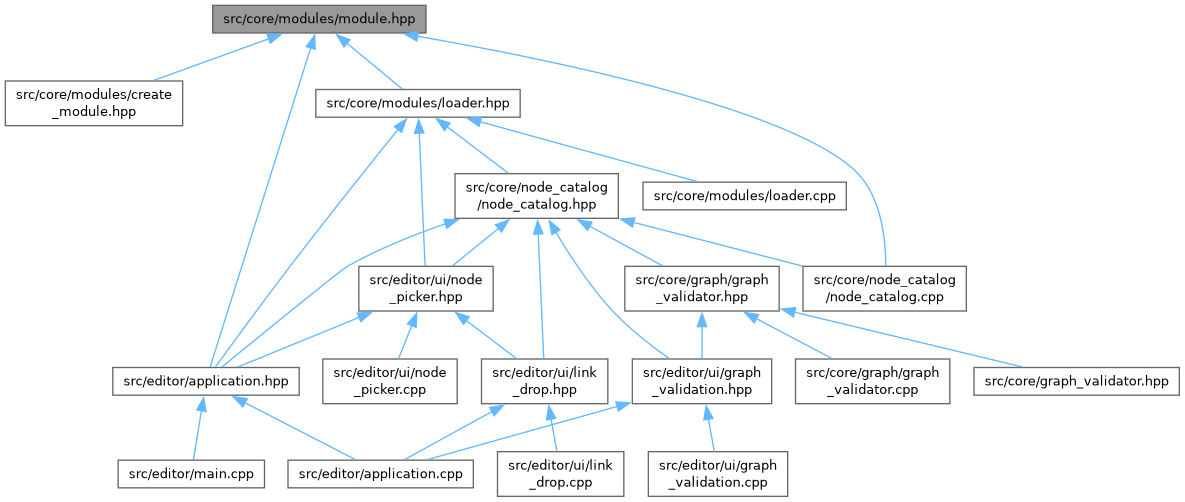 src/core/modules/module.hpp
src/core/modules/create
_module.hpp
src/core/modules/loader.hpp
src/core/node_catalog
/node_catalog.hpp
src/core/modules/loader.cpp
src/editor/ui/node
_picker.hpp
src/core/graph/graph
_validator.hpp
src/core/node_catalog
/node_catalog.cpp
src/editor/application.hpp
src/editor/ui/node
_picker.cpp
src/editor/ui/link
_drop.hpp
src/editor/ui/graph
_validation.hpp
src/core/graph/graph
_validator.cpp
src/core/graph_validator.hpp
src/editor/main.cpp
src/editor/application.cpp
src/editor/ui/link
_drop.cpp
src/editor/ui/graph
_validation.cpp